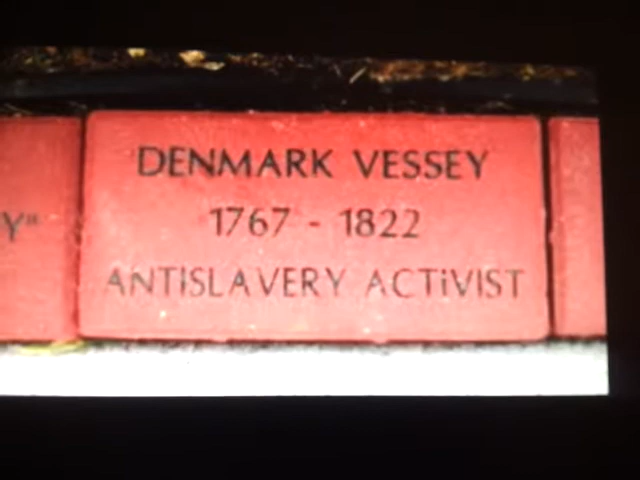 DENMARK VESSEY
1767 - 1822
ANTISLAVERY ACTiVIST
Y"